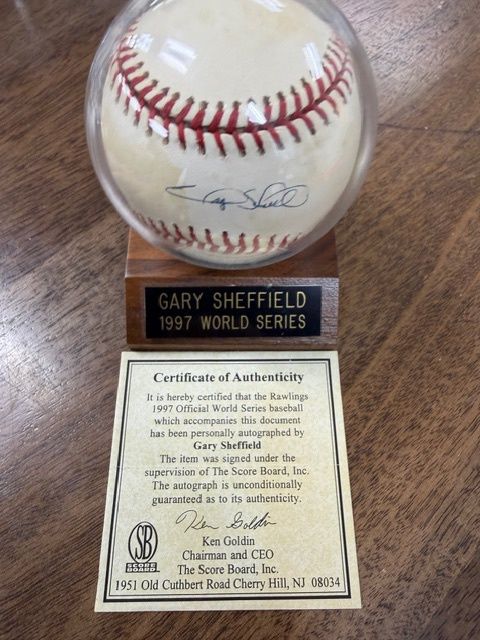 Gary Sheffield
GARY SHEFFIELD
1997 WORLD SERIES
Certificate of Authenticity
It is hereby certified that the Rawlings
1997 Official World Series baseball
which accompanies this document
has been personally autographed by
Gary Sheffield
The item was signed under the
supervision of The Score Board, Inc.
The autograph is unconditionally
guaranteed as to its authenticity.
Ken Goldin
Ken Goldin
Chairman and CEO
The Score Board, Inc.
1951 Old Cuthbert Road Cherry Hill, NJ 08034
SB
SCORE
BOARD